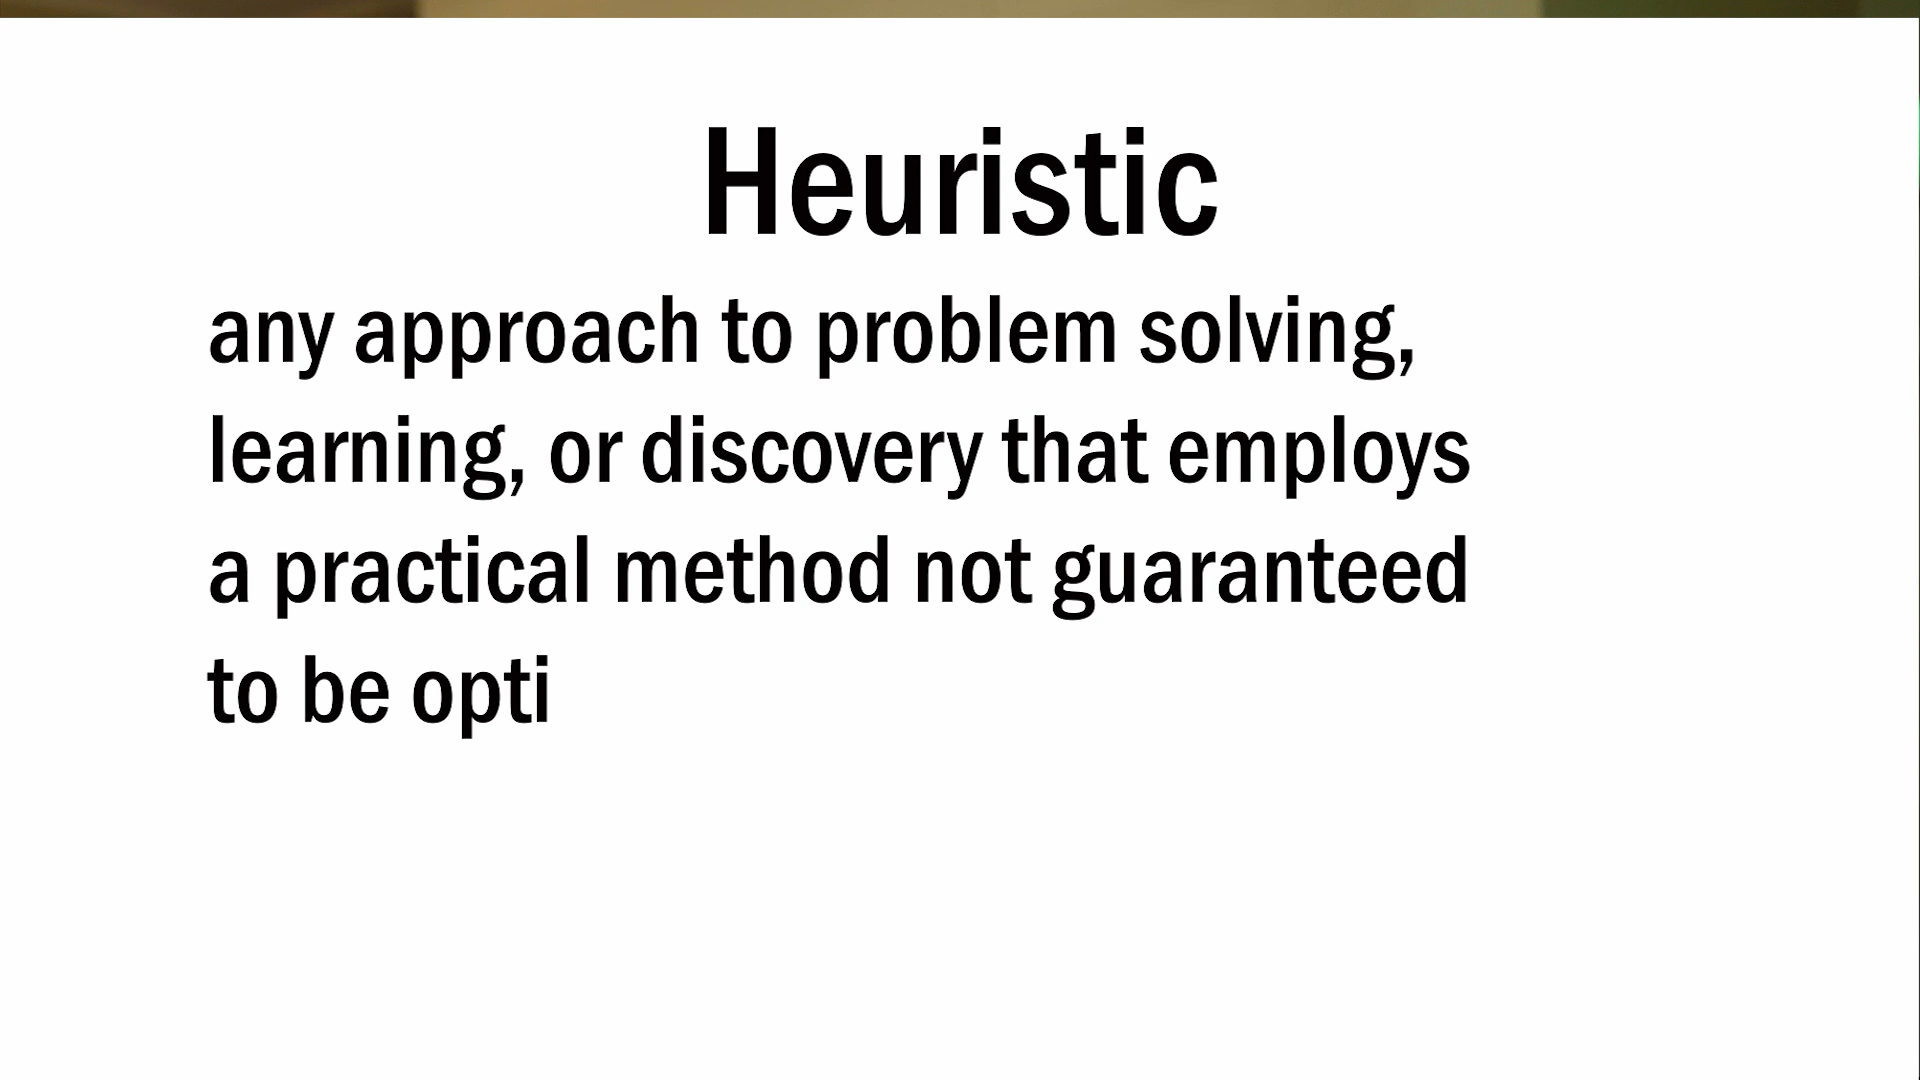 Heuristic
any approach to problem solving,
learning, or discovery that employs
a practical method not guaranteed
to be opti